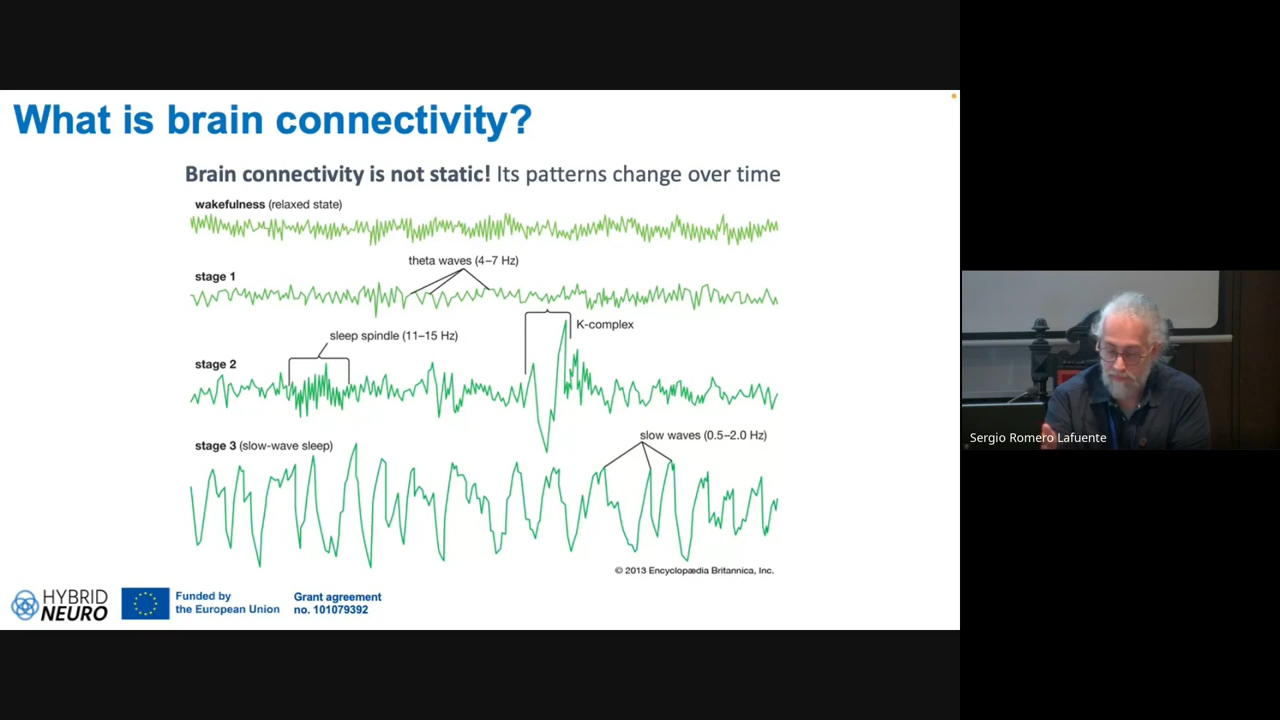 What is brain connectivity?
Brain connectivity is not static! Its patterns change over time
wakefulness (relaxed state)
theta waves (4–7 Hz)
stage 1
K-complex
sleep spindle (11–15 Hz)
stage 2
slow waves (0.5–2.0 Hz)
stage 3 (slow-wave sleep)
© 2013 Encyclopædia Britannica, Inc.
HYBRID
NEURO
Funded by
the European Union
Grant agreement
no. 101079392
Sergio Romero Lafuente